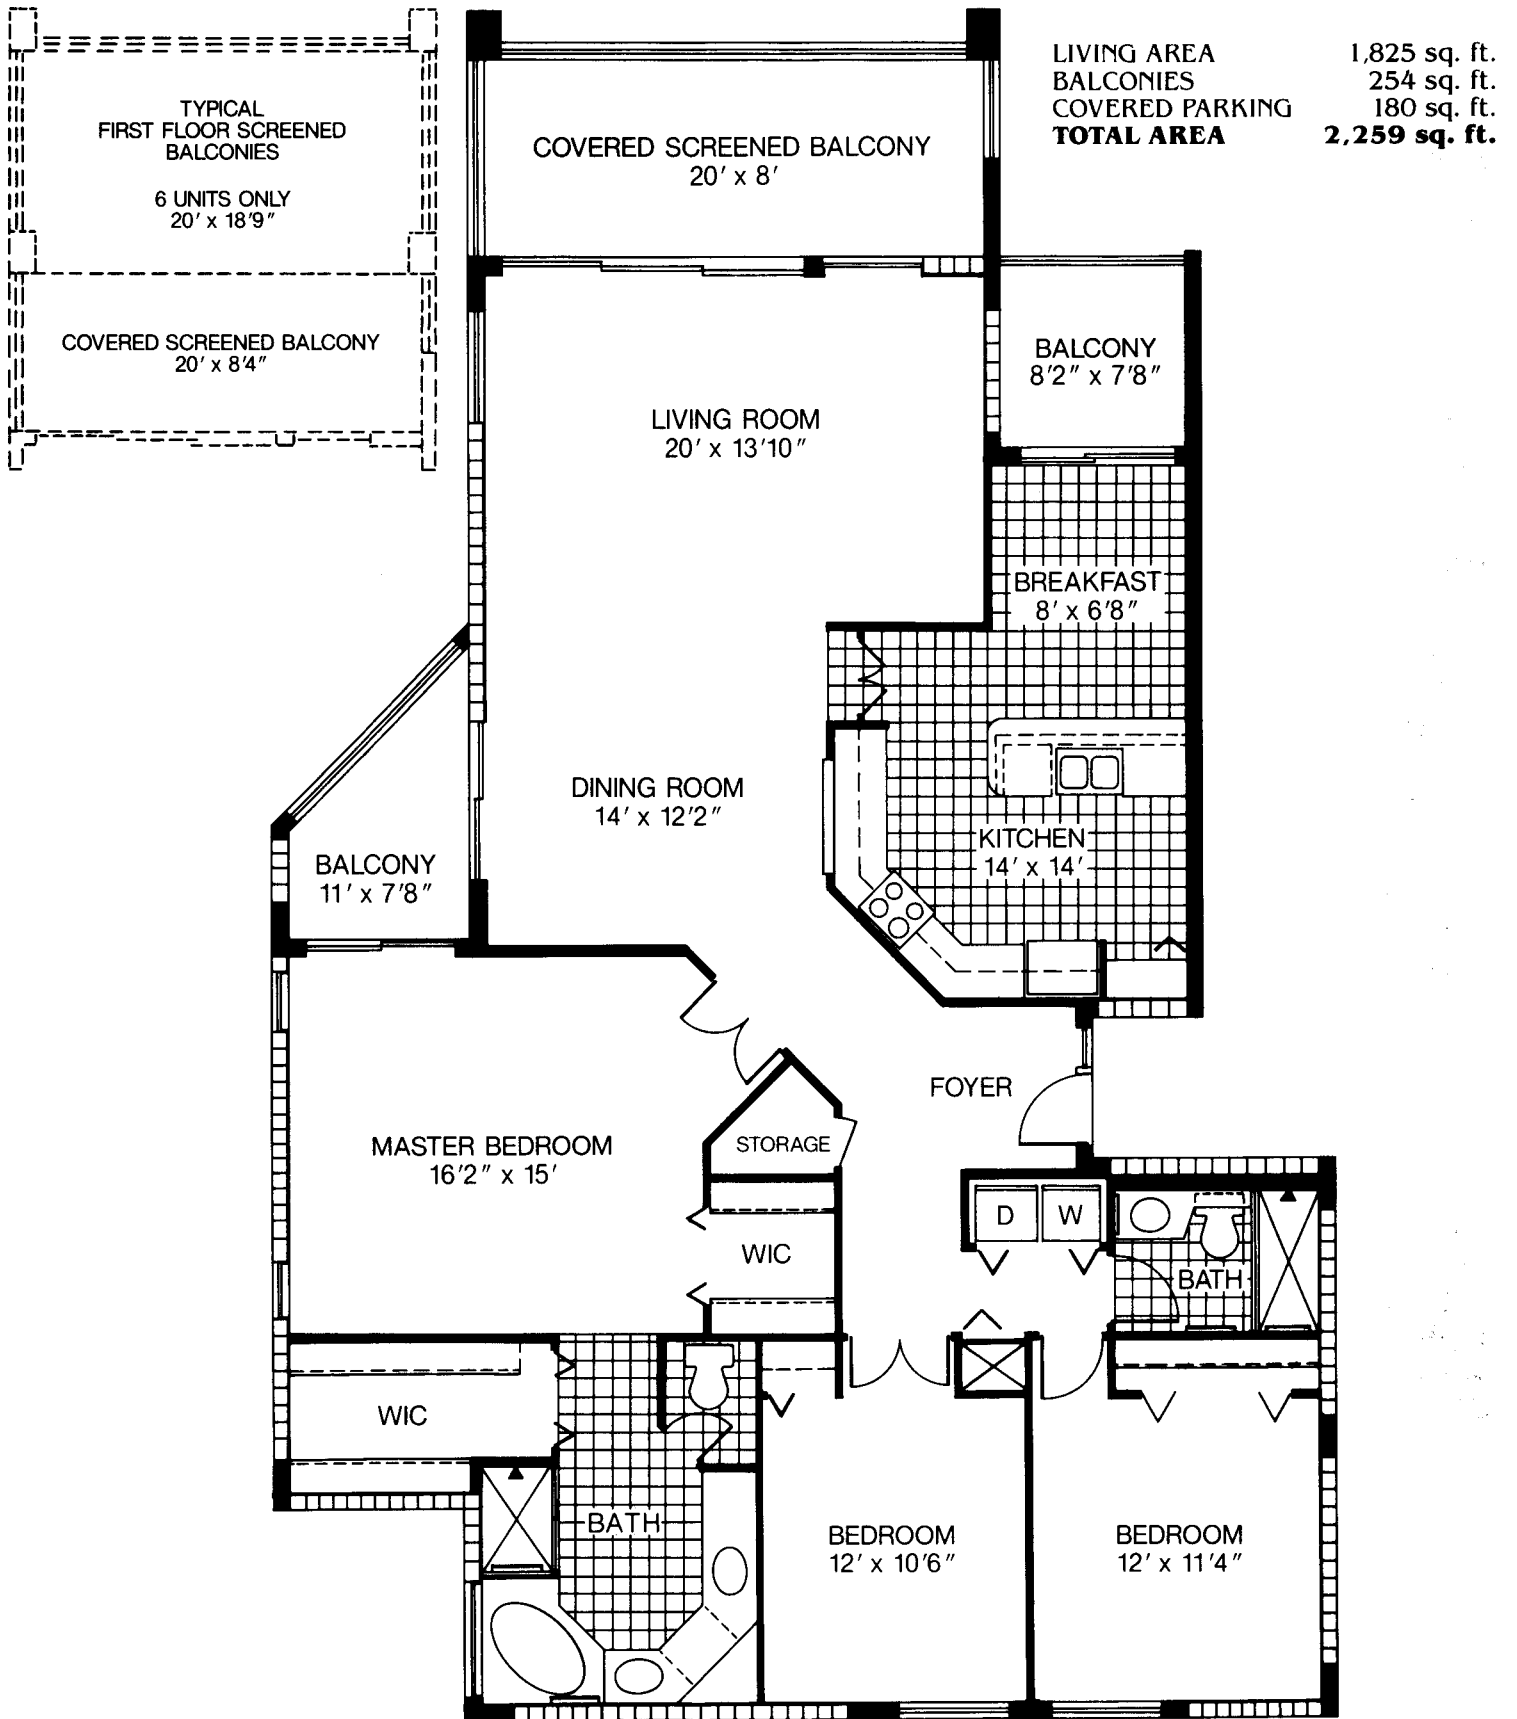 LIVING AREA 1,825 sq. ft.
BALCONIES 254 sq. ft.
COVERED PARKING 180 sq. ft.
TOTAL AREA 2,259 sq. ft.
TYPICAL
FIRST FLOOR SCREENED
BALCONIES
6 UNITS ONLY
20' x 18'9"
COVERED SCREENED BALCONY
20' x 8'4"
COVERED SCREENED BALCONY
20' x 8'
BALCONY
8'2" x 7'8"
LIVING ROOM
20' x 13'10"
BREAKFAST
8' x 6'8"
DINING ROOM
14' x 12'2"
KITCHEN
14' x 14'
BALCONY
11' x 7'8"
FOYER
MASTER BEDROOM
16'2" x 15'
STORAGE
D W
WIC
BATH
WIC
BATH
BEDROOM
12' x 10'6"
BEDROOM
12' x 11'4"